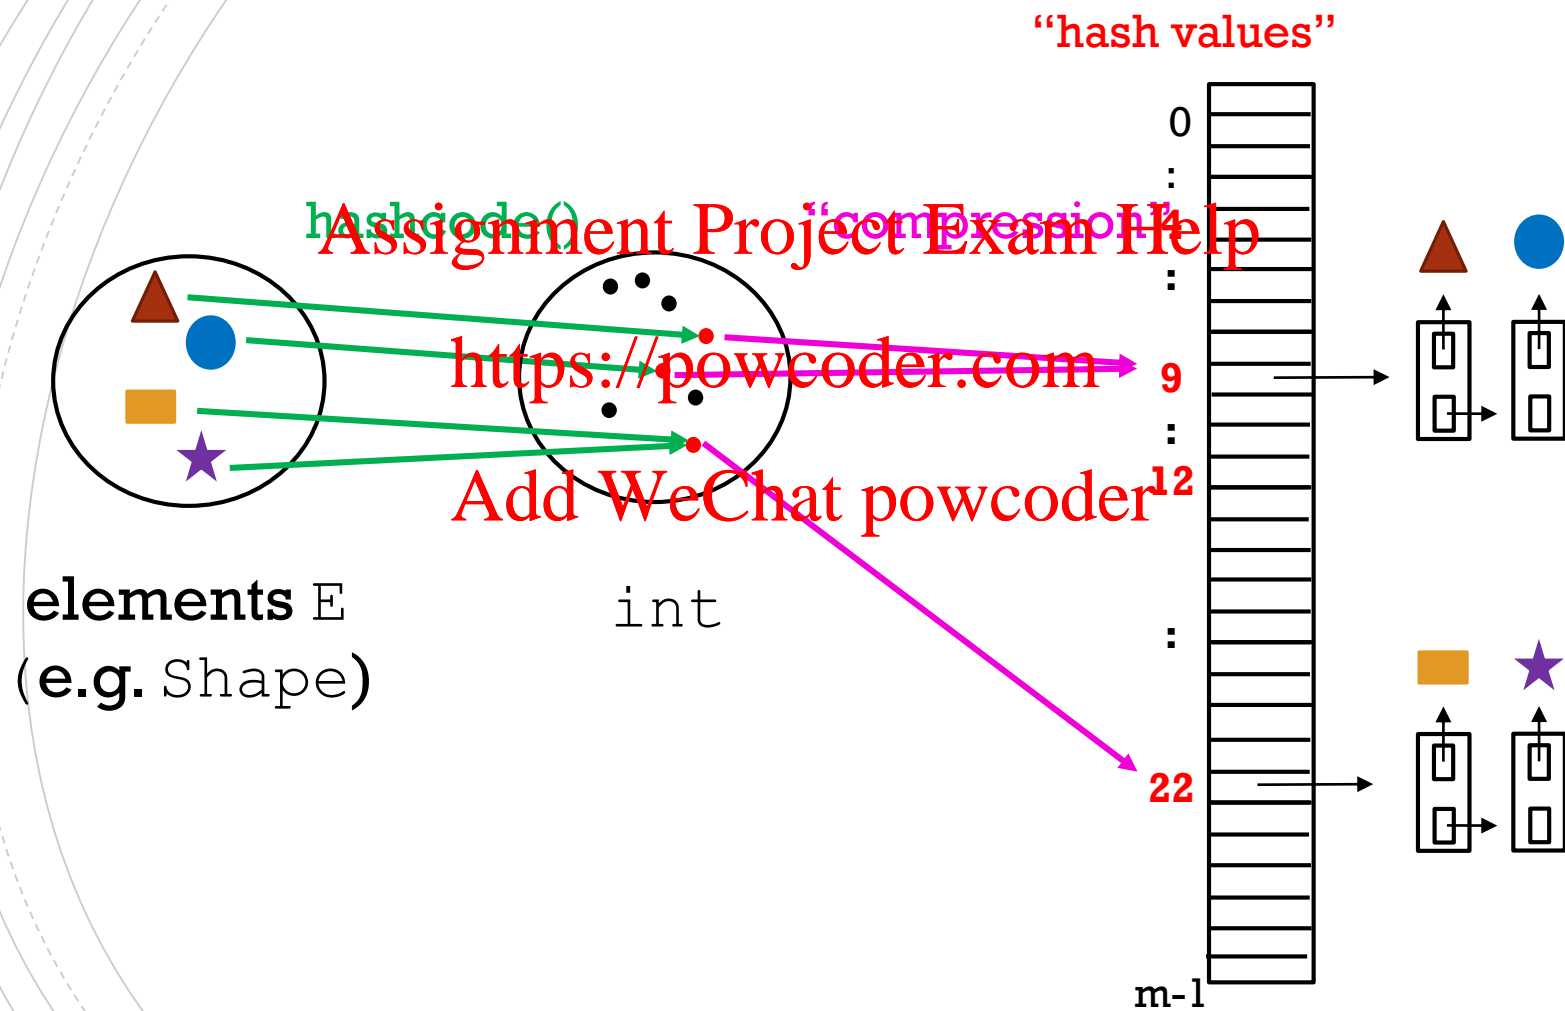 “hash values”
0
:
hashcode()
“compression”
4
Assignment Project Exam Help
:
https://powcoder.com
9
:
12
Add WeChat powcoder
elements E
int
:
(e.g. Shape)
22
m-1